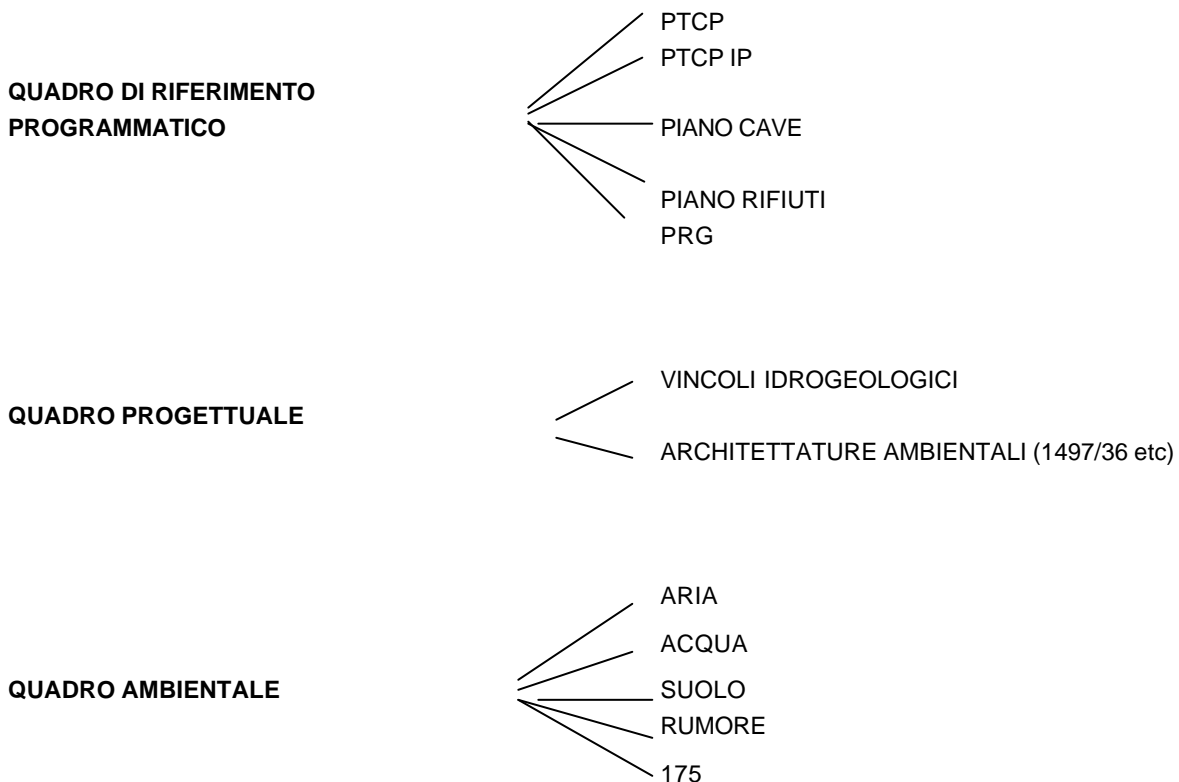 QUADRO DI RIFERIMENTO
PROGRAMMATICO
PTCP
PTCP IP
PIANO CAVE
PIANO RIFIUTI
PRG
QUADRO PROGETTUALE
VINCOLI IDROGEOLOGICI
ARCHITETTATURE AMBIENTALI (1497/36 etc)
QUADRO AMBIENTALE
ARIA
ACQUA
SUOLO
RUMORE
175